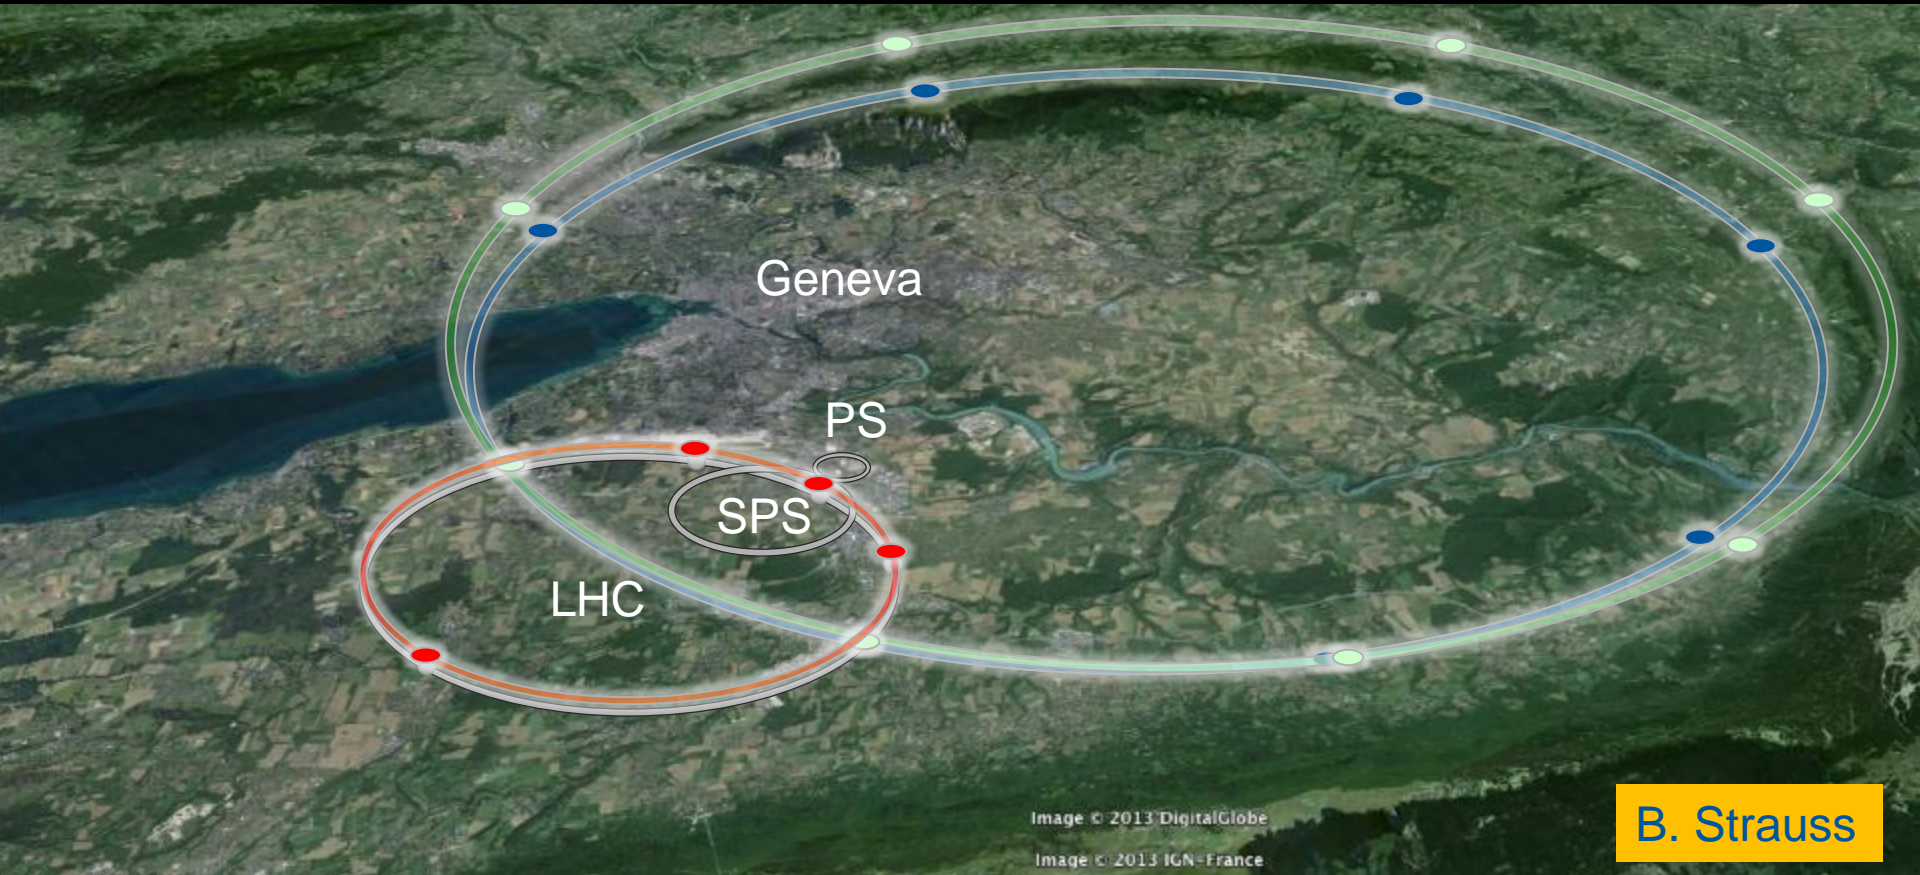 Geneva
PS
SPS
LHC
Image © 2013 DigitalGlobe
Image © 2013 IGN-France
B. Strauss